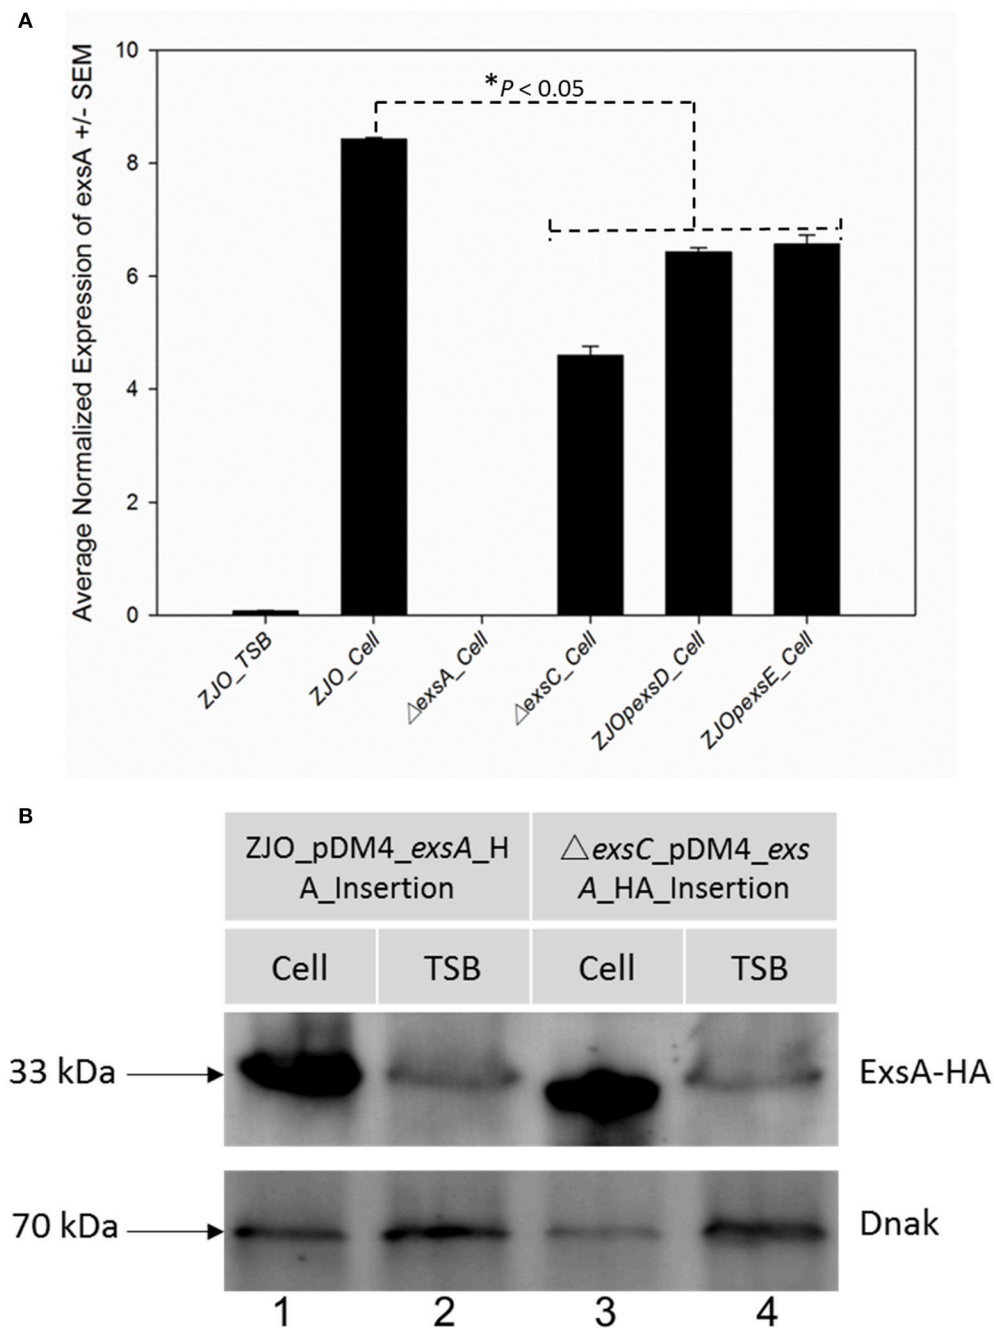 A
Average Normalized Expression of exsA +/- SEM
10
8
6
4
2
0
*P < 0.05
ZJO_TSB
ZJO_Cell
△exsA_Cell
△exsC_Cell
ZJOpexsD_Cell
ZJOpexsE_Cell
B
ZJO_pDM4_exsA_H
A_Insertion
△exsC_pDM4_exs
A_HA_Insertion
Cell
TSB
Cell
TSB
33 kDa
ExsA-HA
70 kDa
Dnak
1
2
3
4